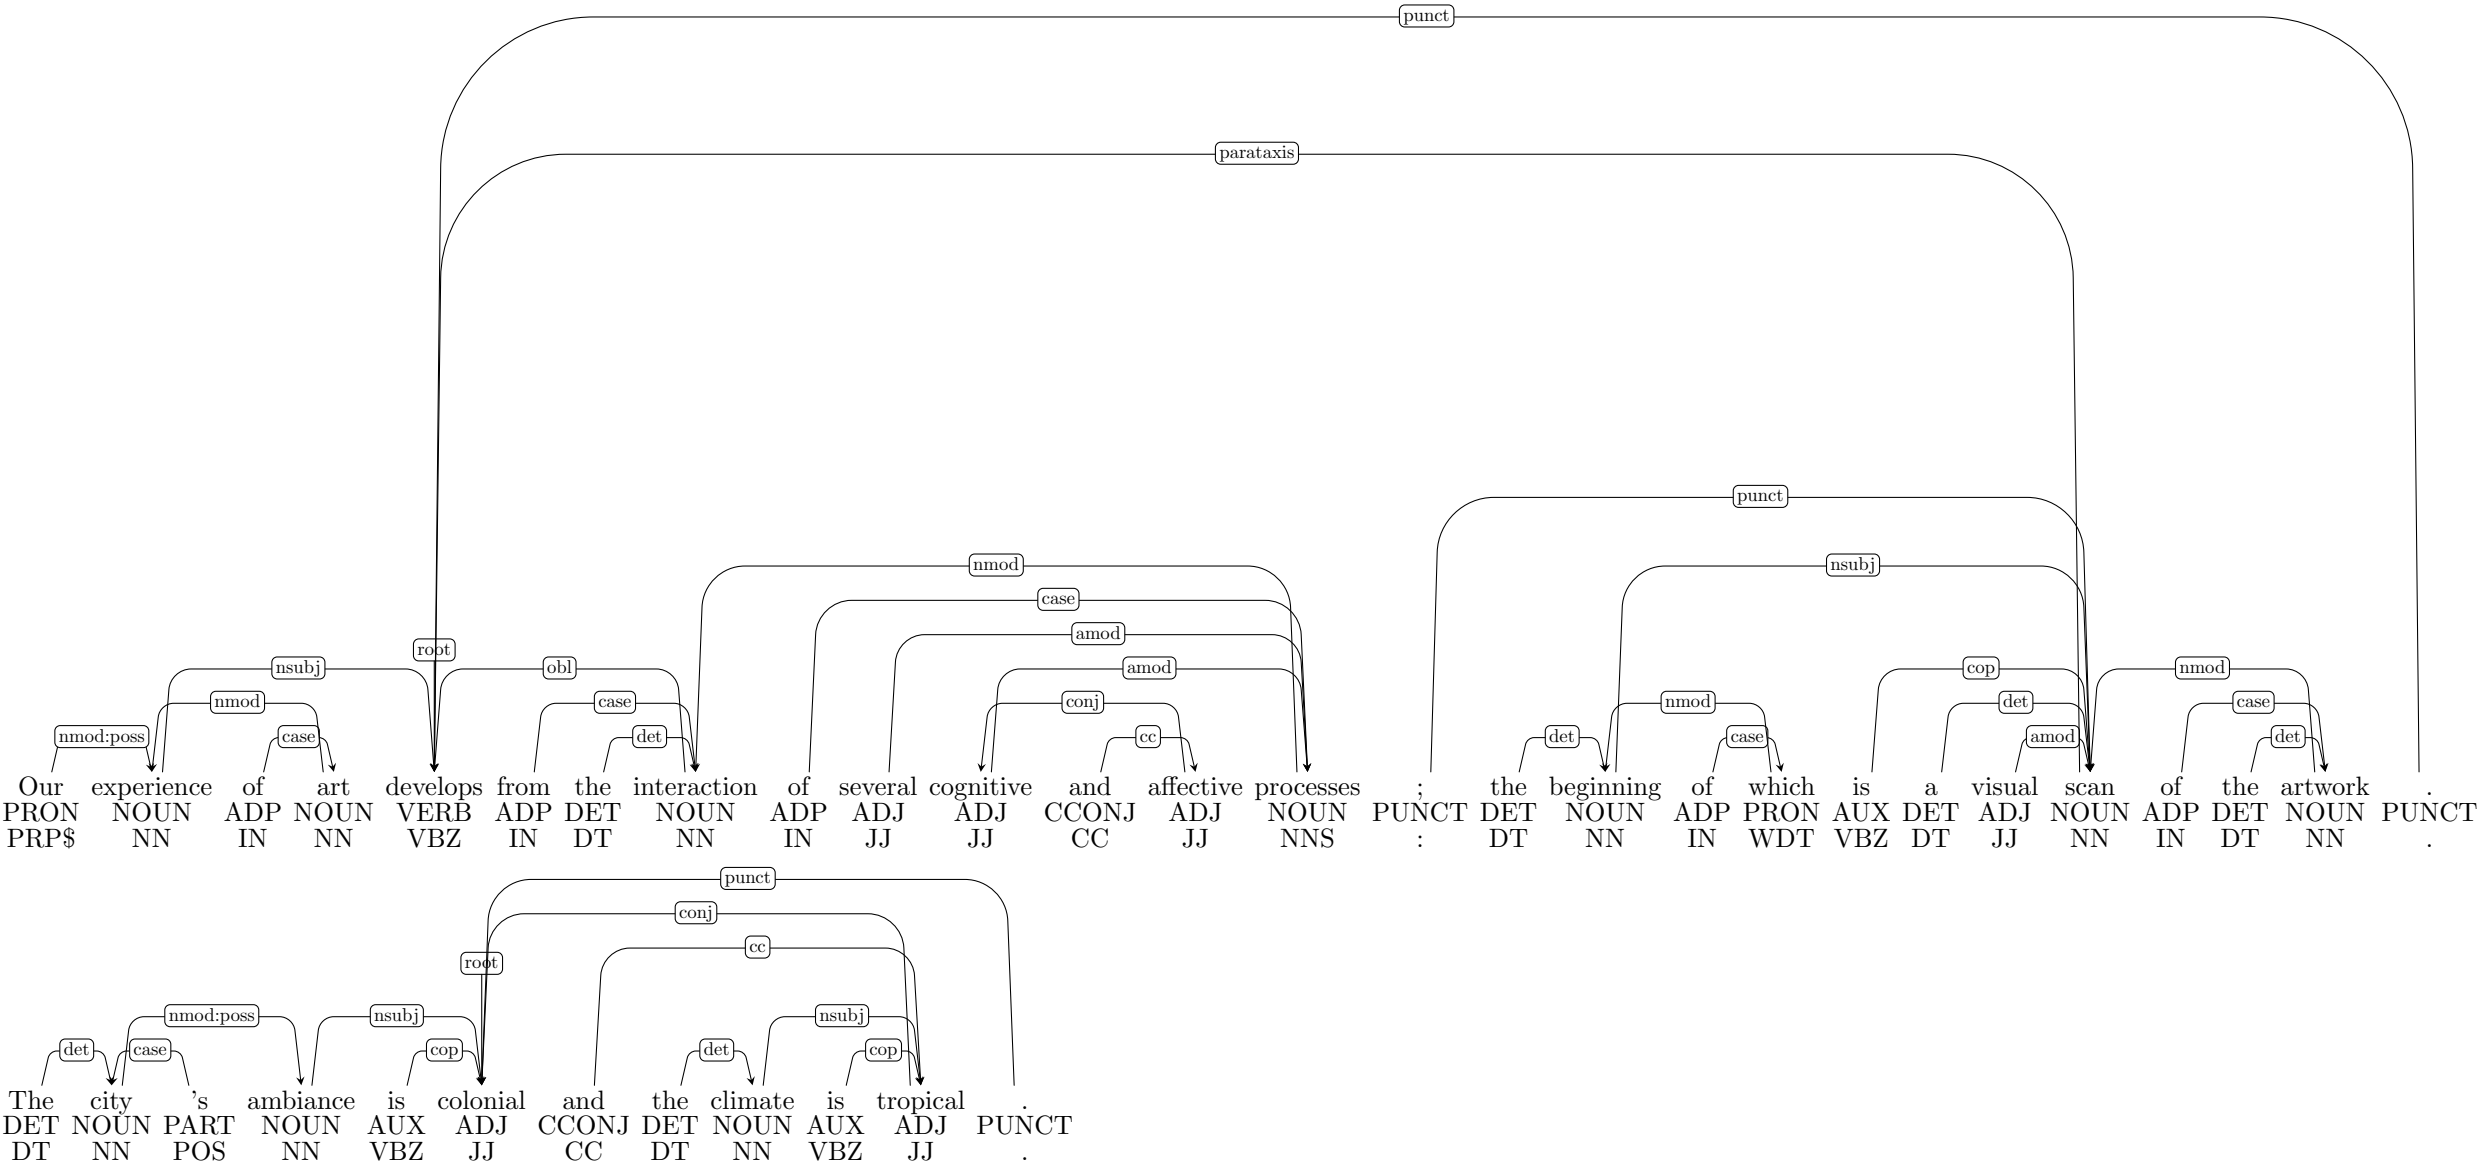 punct
parataxis
punct
nmod nsubj
case
amod
root
nsubj obl amod cop nmod
nmod case conj nmod det case
nmod:poss case det cc det case amod det
Our experience of art develops from the interaction of several cognitive and affective processes ; the beginning of which is a visual scan of the artwork .
PRON NOUN ADP NOUN VERB ADP DET NOUN ADP ADJ ADJ CCONJ ADJ NOUN PUNCT DET NOUN ADP PRON AUX DET ADJ NOUN ADP DET NOUN PUNCT
PRP$ NN IN NN VBZ IN DT NN IN JJ JJ CC JJ NNS : DT NN IN WDT VBZ DT JJ NN IN DT NN .
punct
conj
cc
root
nmod:poss nsubj nsubj
det case cop det cop
The city 's ambiance is colonial and the climate is tropical .
DET NOUN PART NOUN AUX ADJ CCONJ DET NOUN AUX ADJ PUNCT
DT NN POS NN VBZ JJ CC DT NN VBZ JJ .